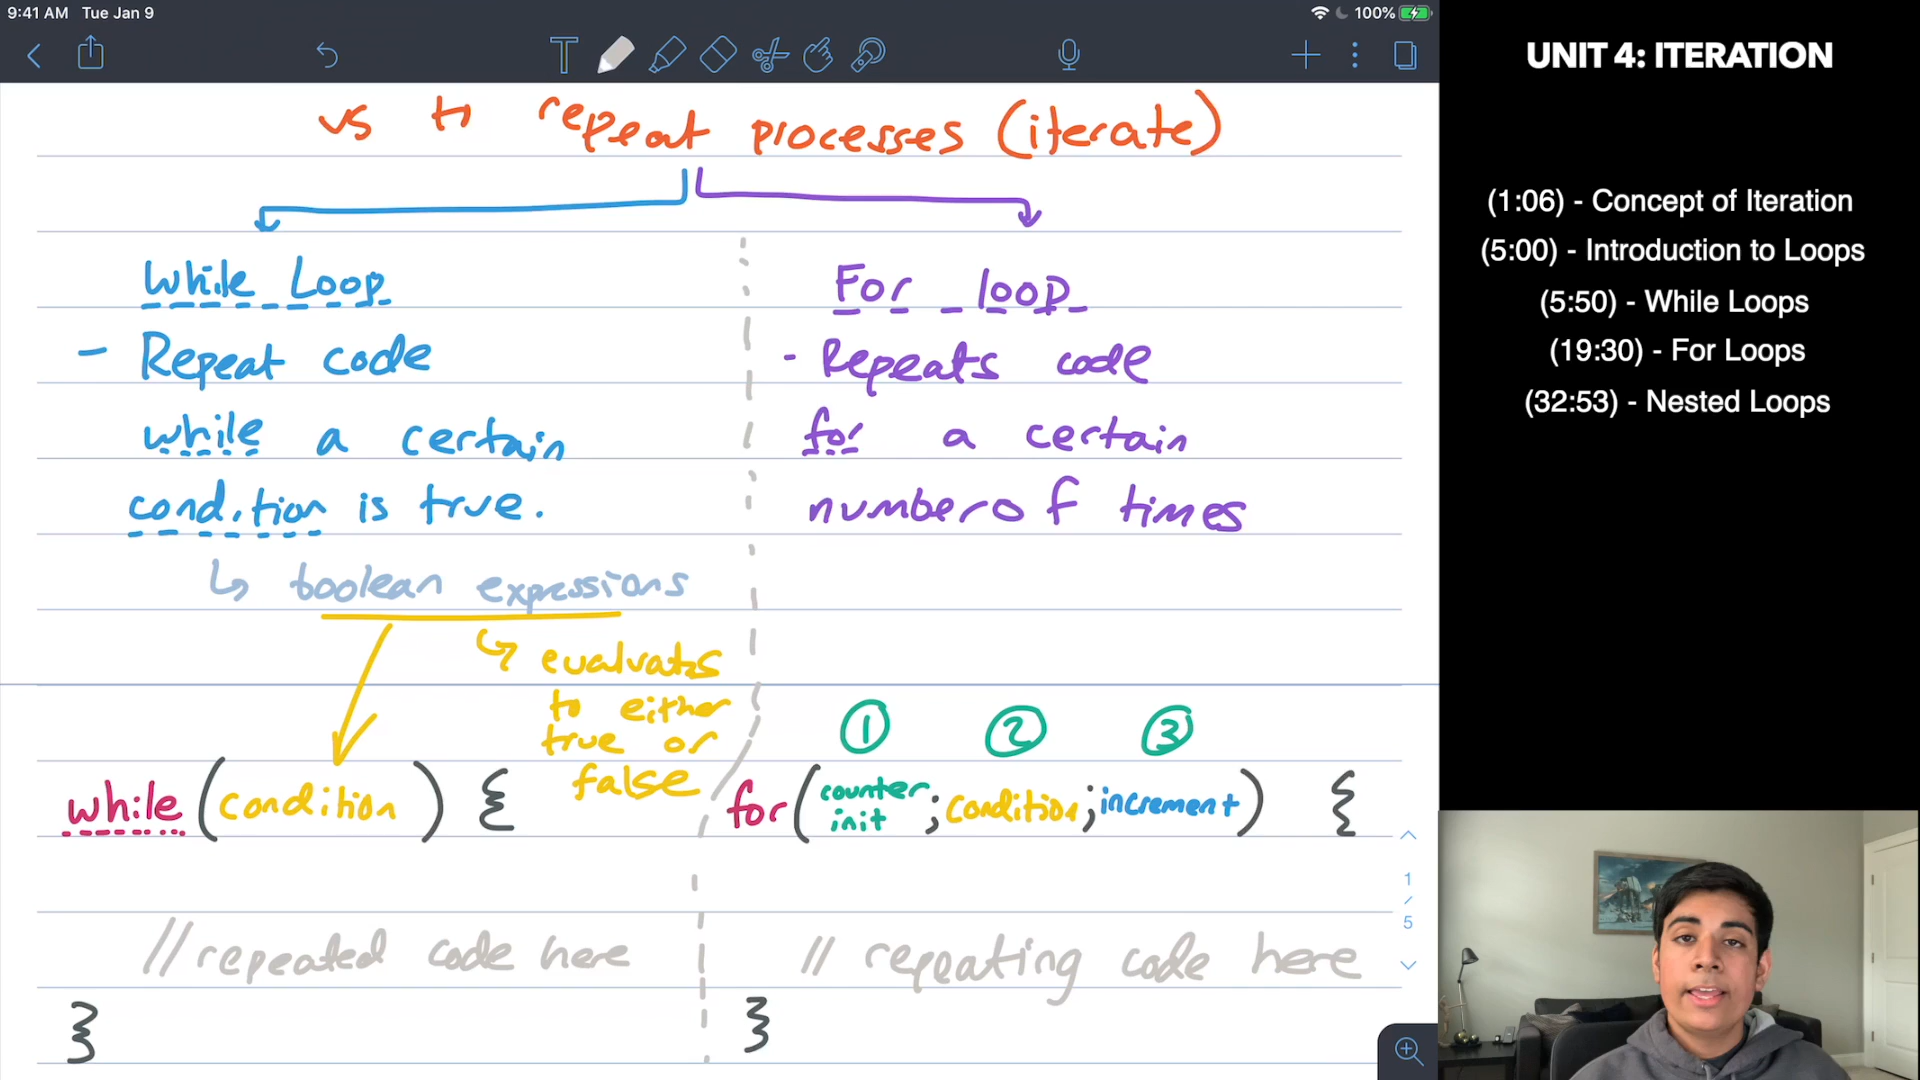 9:41 AM Tue Jan 9
100%
UNIT 4: ITERATION
(1:06) - Concept of Iteration
(5:00) - Introduction to Loops
(5:50) - While Loops
(19:30) - For Loops
(32:53) - Nested Loops
us to repeat processes (iterate)
While Loop
- Repeat code
while a certain
condition is true.
↳ boolean expressions
↳ evaluates
to either
true or
false
while (condition) {
// repeated code here
}
For loop
- Repeats code
for a certain
number of times
1 2 3
for (counter init; condition; increment) {
// repeating code here
}
1
/
5